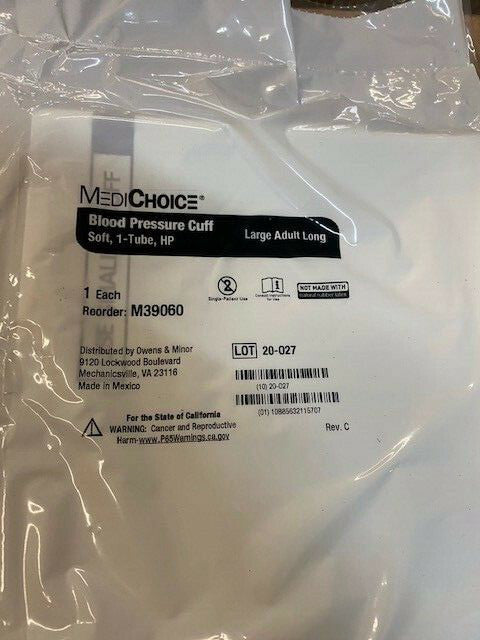 MEDICHOICE®
Blood Pressure Cuff
Soft, 1-Tube, HP
Large Adult Long
Single-Patient Use
Consult Instructions
for Use
NOT MADE WITH
natural rubber latex
1 Each
Reorder: M39060
Distributed by Owens & Minor
9120 Lockwood Boulevard
Mechanicsville, VA 23116
Made in Mexico
LOT 20-027
(10) 20-027
(01) 10885632115707
For the State of California
WARNING: Cancer and Reproductive
Harm-www.P65Warnings.ca.gov
Rev. C